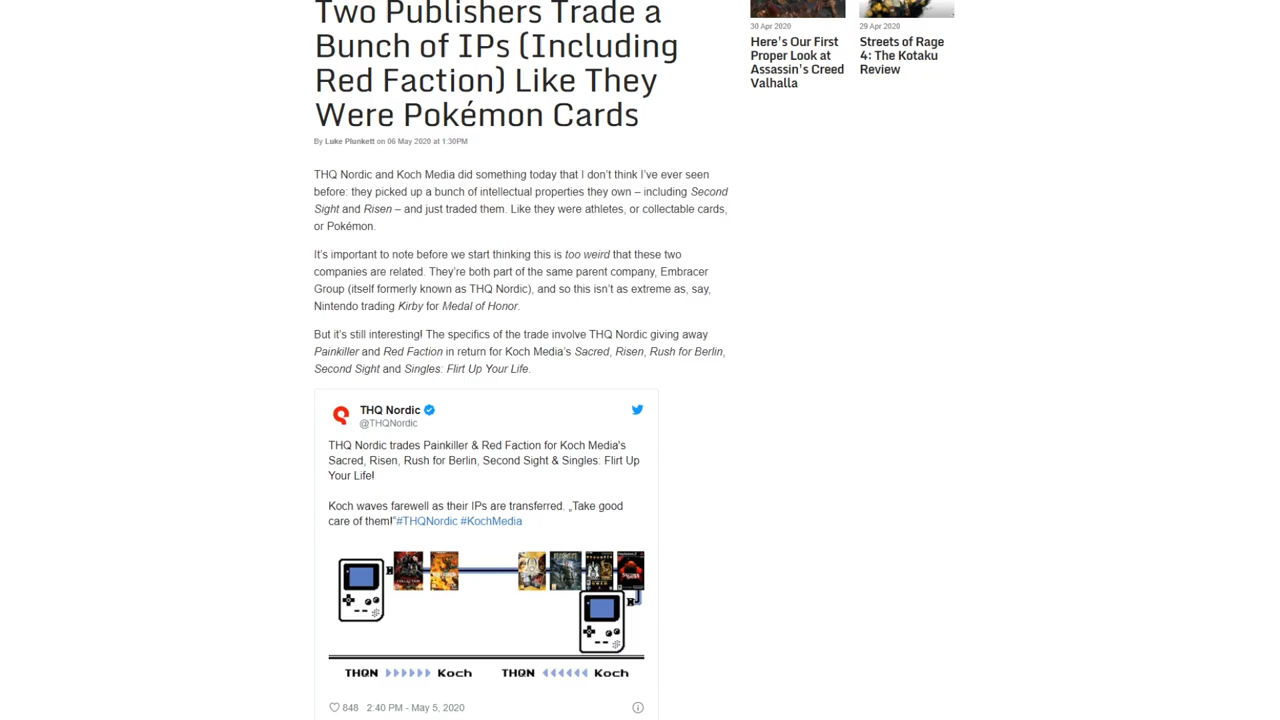 Two Publishers Trade a
Bunch of IPs (Including
Red Faction) Like They
Were Pokémon Cards
By Luke Plunkett on 06 May 2020 at 1:30PM
THQ Nordic and Koch Media did something today that I don't think I've ever seen
before: they picked up a bunch of intellectual properties they own – including Second
Sight and Risen – and just traded them. Like they were athletes, or collectable cards,
or Pokémon.
It's important to note before we start thinking this is too weird that these two
companies are related. They're both part of the same parent company, Embracer
Group (itself formerly known as THQ Nordic), and so this isn't as extreme as, say,
Nintendo trading Kirby for Medal of Honor.
But it's still interesting! The specifics of the trade involve THQ Nordic giving away
Painkiller and Red Faction in return for Koch Media's Sacred, Risen, Rush for Berlin,
Second Sight and Singles: Flirt Up Your Life.
THQ Nordic
@THQNordic
THQ Nordic trades Painkiller & Red Faction for Koch Media's
Sacred, Risen, Rush for Berlin, Second Sight & Singles: Flirt Up
Your Life!
Koch waves farewell as their IPs are transferred. „Take good
care of them!"#THQNordic #KochMedia
THQN Koch THQN Koch
848 2:40 PM - May 5, 2020
30 Apr 2020
Here's Our First
Proper Look at
Assassin's Creed
Valhalla
29 Apr 2020
Streets of Rage
4: The Kotaku
Review